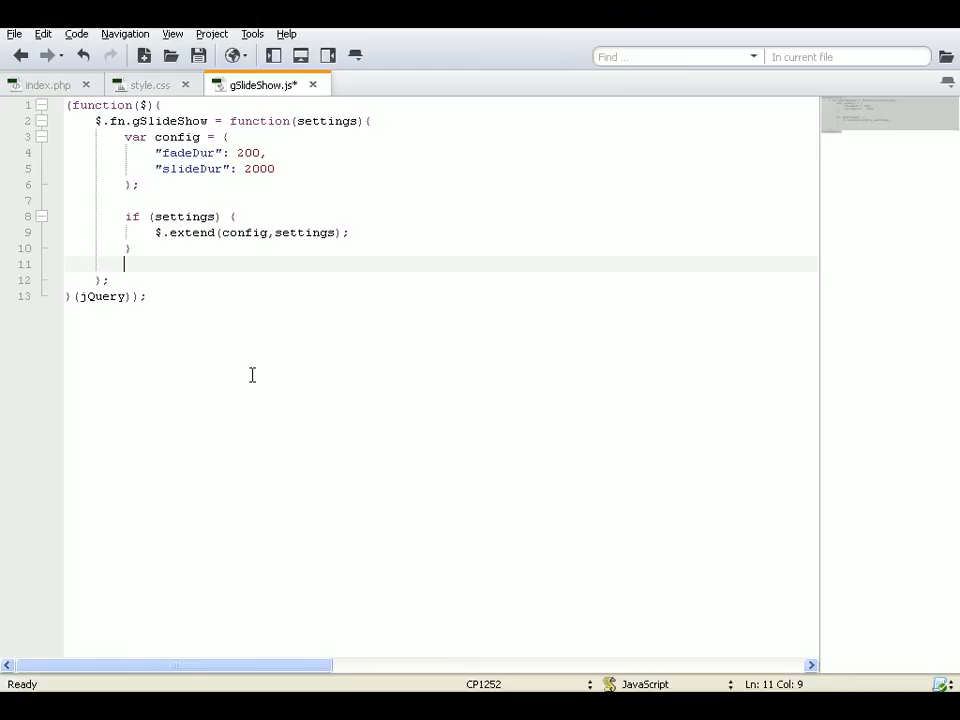 File Edit Code Navigation View Project Tools Help
Find ... In current file
index.php style.css gSlideShow.js*
1 (function($){
2 $.fn.gSlideShow = function(settings){
3 var config = {
4 "fadeDur": 200,
5 "slideDur": 2000
6 };
7
8 if (settings) {
9 $.extend(config,settings);
10 }
11
12 };
13 }(jQuery));
Ready CP1252 JavaScript Ln: 11 Col: 9